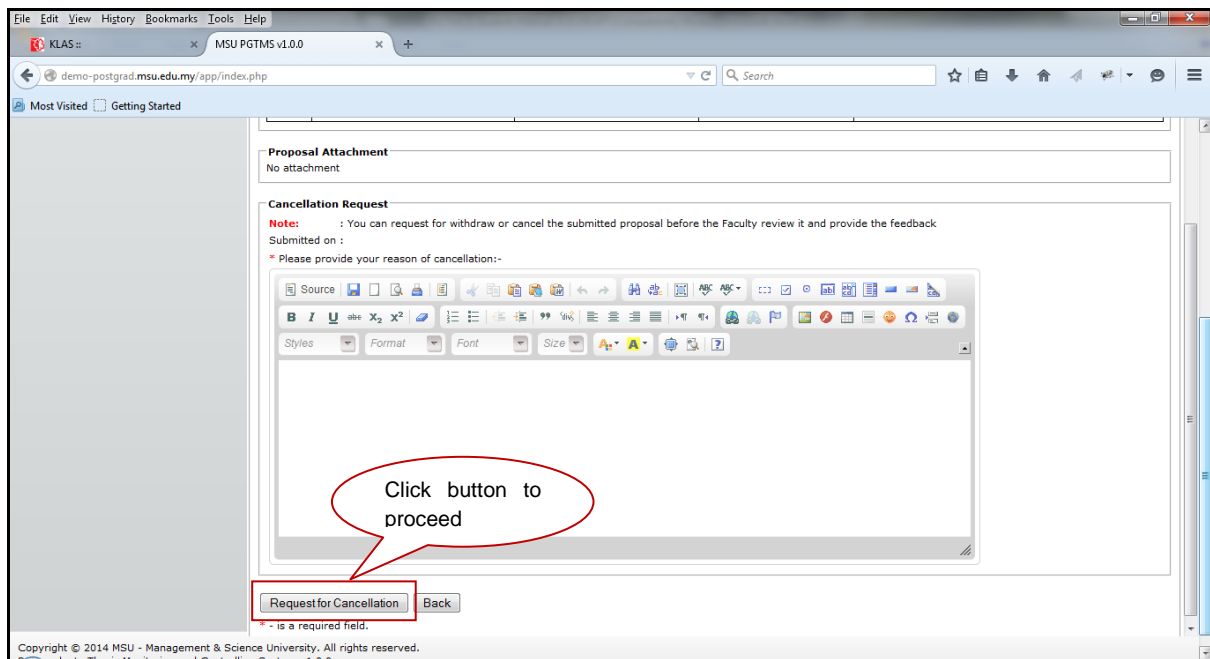 File Edit View History Bookmarks Tools Help
KLAS :: × MSU PGTMS v1.0.0 × +
demo-postgrad.msu.edu.my/app/index.php Search
Most Visited Getting Started
Proposal Attachment
No attachment
Cancellation Request
Note: : You can request for withdraw or cancel the submitted proposal before the Faculty review it and provide the feedback
Submitted on :
* Please provide your reason of cancellation:-
Source
B I U abc X₂ X²
Styles Format Font Size A A ?
Click button to
proceed
Request for Cancellation Back
* - is a required field.
Copyright © 2014 MSU - Management & Science University. All rights reserved.